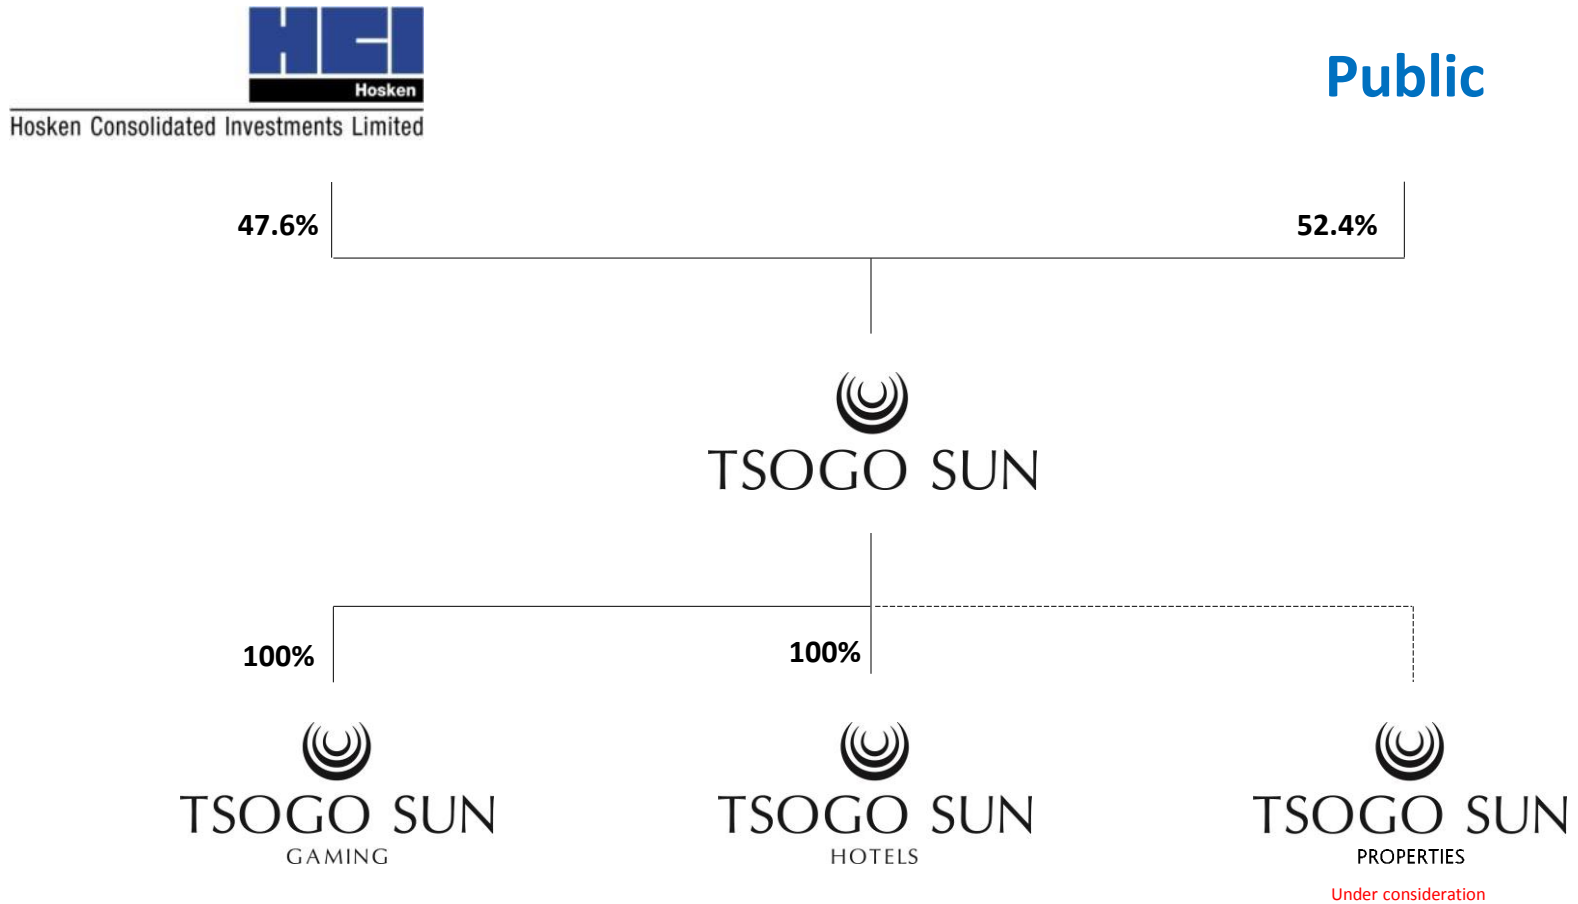 HCI
Hosken
Hosken Consolidated Investments Limited
Public
47.6%
52.4%
TSOGO SUN
100%
100%
TSOGO SUN
GAMING
TSOGO SUN
HOTELS
TSOGO SUN
PROPERTIES
Under consideration